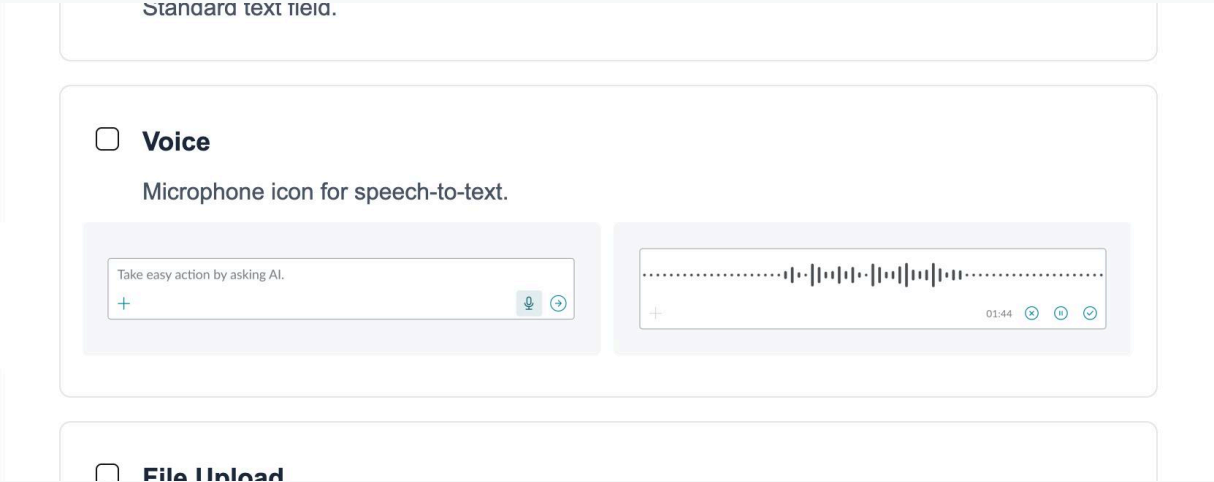 Standard text field.
Voice
Microphone icon for speech-to-text.
Take easy action by asking AI.
01:44
File Upload